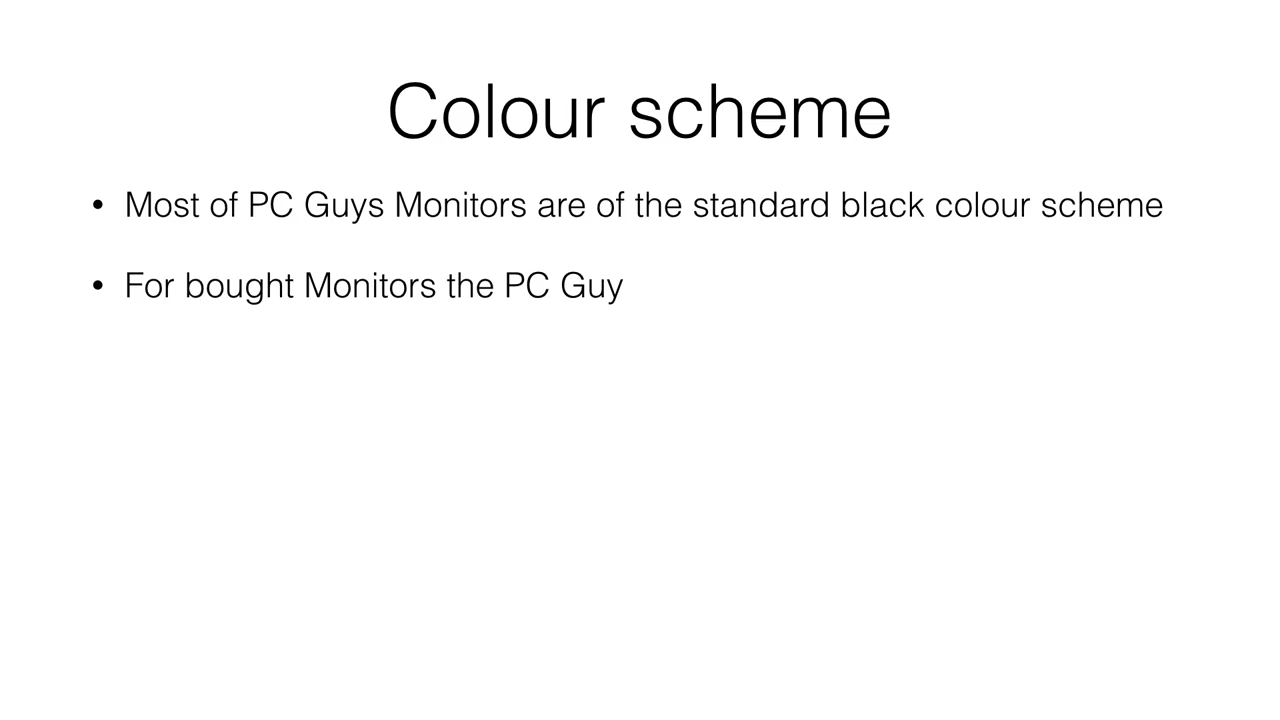 Colour scheme
• Most of PC Guys Monitors are of the standard black colour scheme
• For bought Monitors the PC Guy